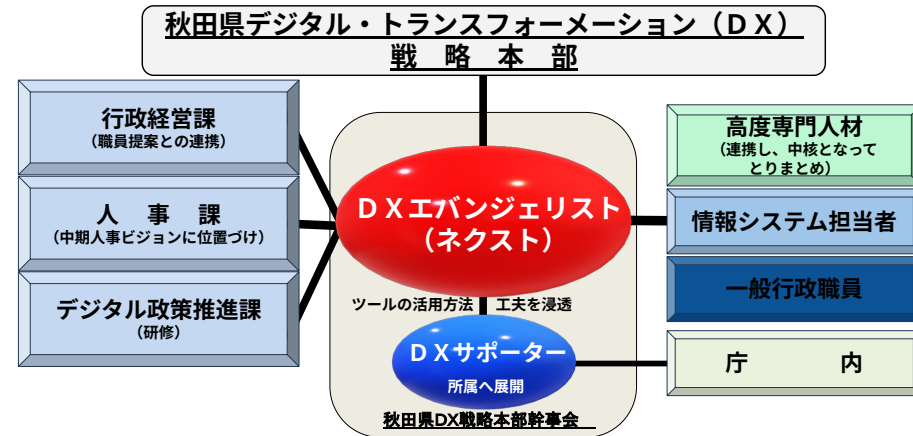 秋田県デジタル・トランスフォーメーション（ＤＸ）
戦　略　本　部
行政経営課
（職員提案との連携）
人　事　課
（中期人事ビジョンに位置づけ）
デジタル政策推進課
（研修）
ＤＸエバンジェリスト
（ネクスト）
ツールの活用方法　工夫を浸透
ＤＸサポーター
所属へ展開
秋田県DX戦略本部幹事会
高度専門人材
（連携し、中核となって
とりまとめ）
情報システム担当者
一般行政職員
庁　　　内